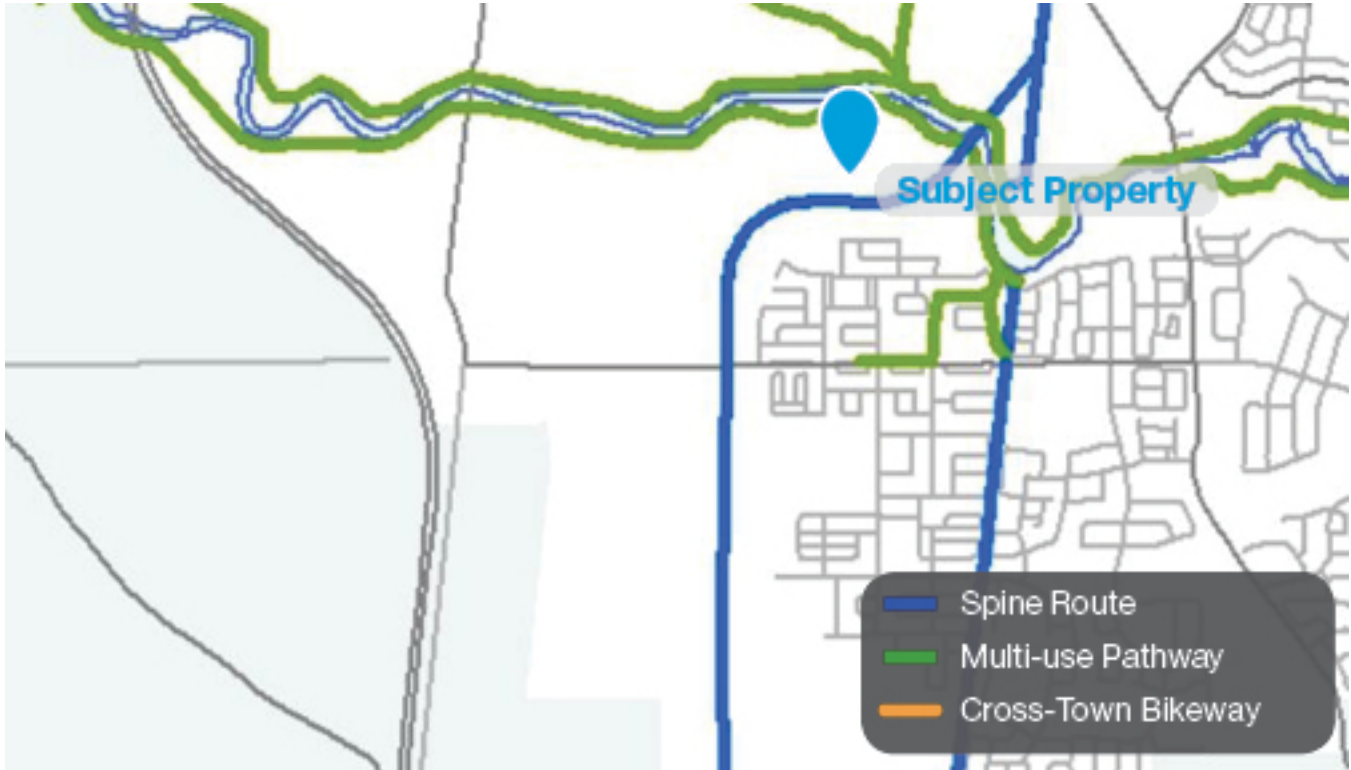 Subject Property
Spine Route
Multi-use Pathway
Cross-Town Bikeway